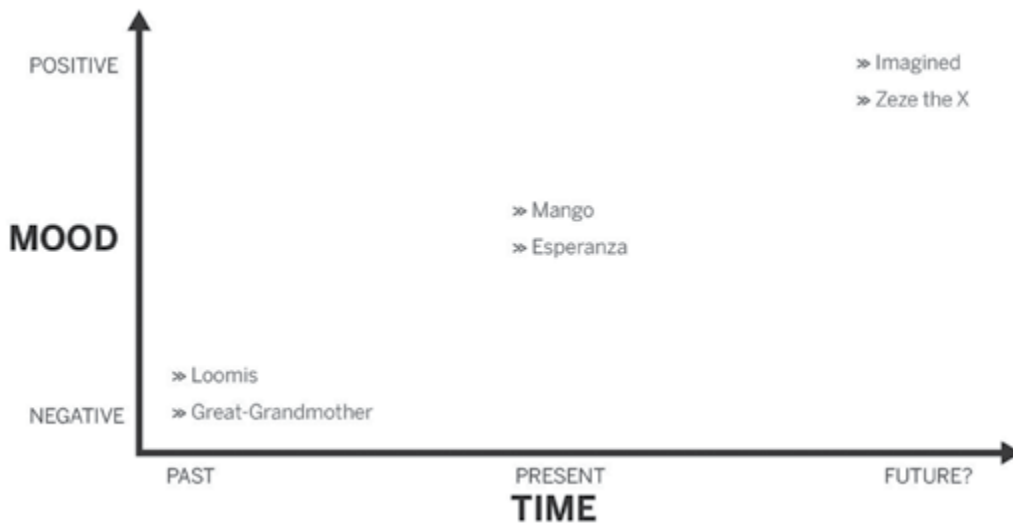 POSITIVE
» Imagined
» Zeze the X
» Mango
MOOD
» Esperanza
» Loomis
NEGATIVE
» Great-Grandmother
PAST
PRESENT
FUTURE?
TIME